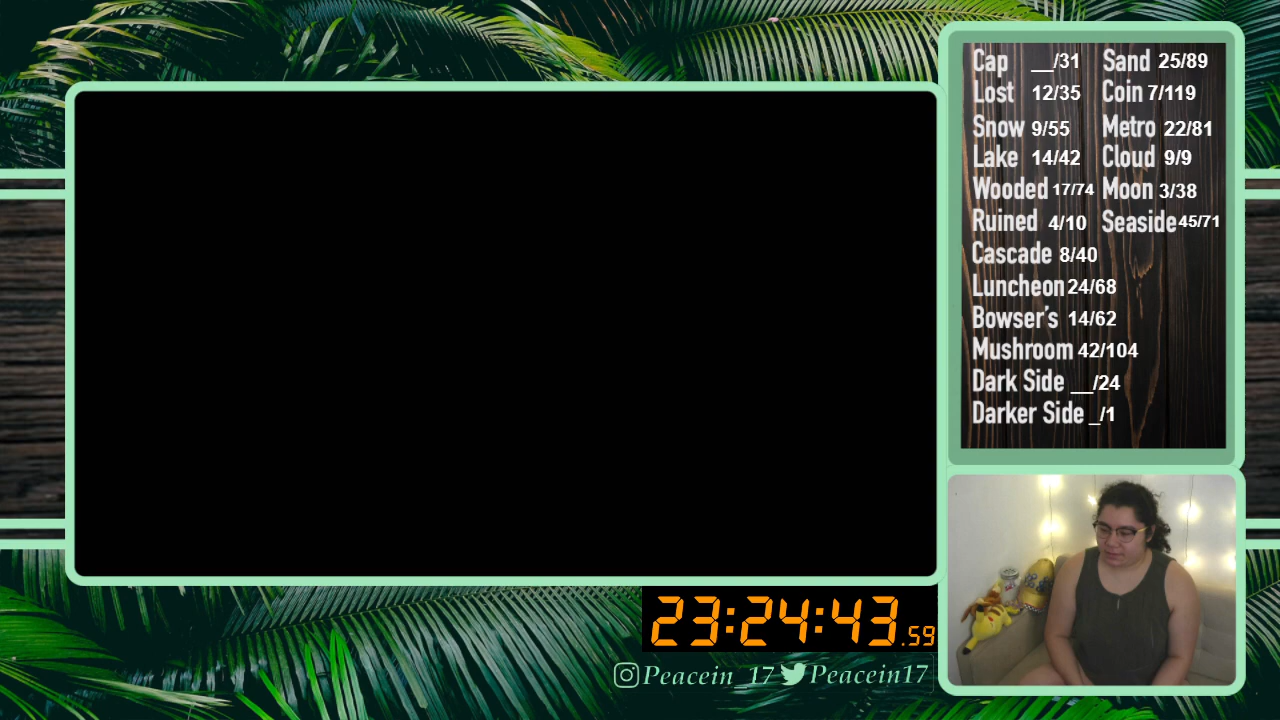 Cap __/31 Sand 25/89
Lost 12/35 Coin 7/119
Snow 9/55 Metro 22/81
Lake 14/42 Cloud 9/9
Wooded 17/74 Moon 3/38
Ruined 4/10 Seaside 45/71
Cascade 8/40
Luncheon 24/68
Bowser's 14/62
Mushroom 42/104
Dark Side __/24
Darker Side _/1
23:24:43.59
Peacein_17 Peacein17